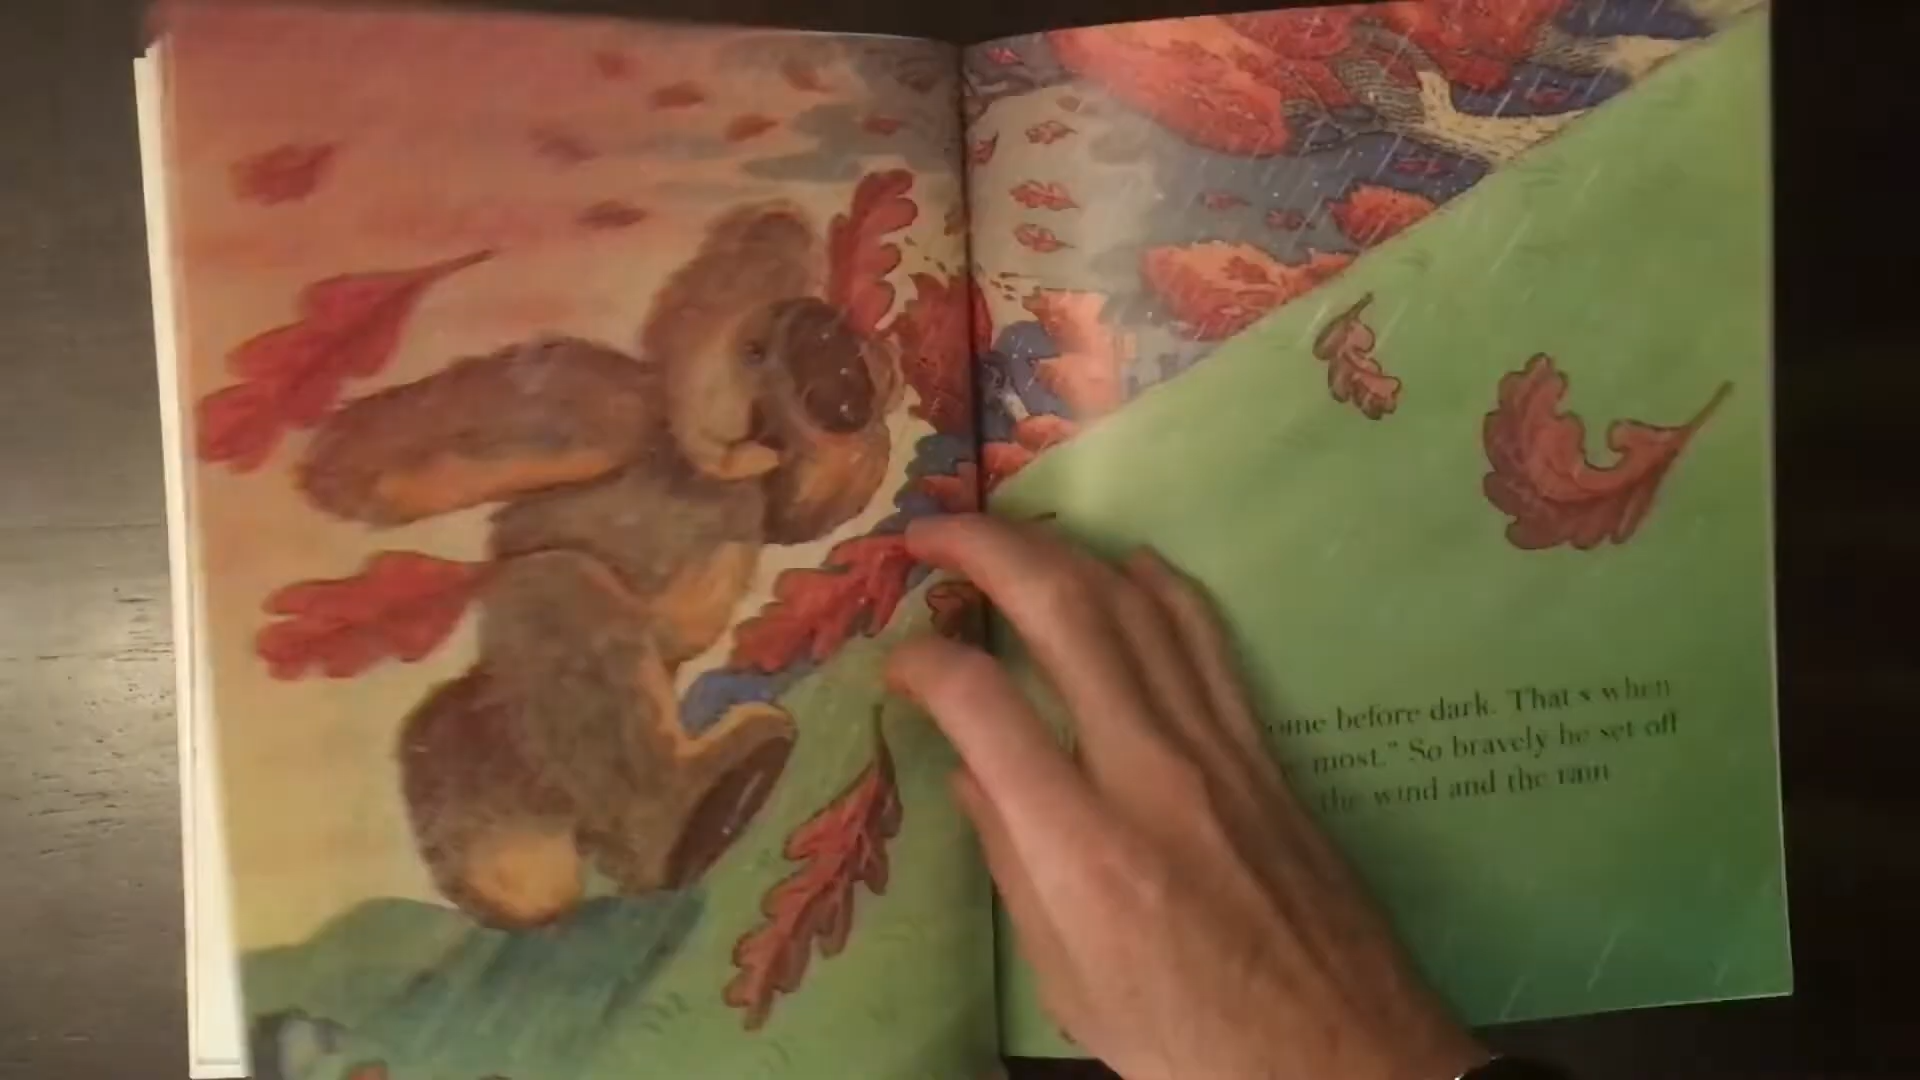 ome before dark. That's when
most." So bravely he set off
the wind and the rain